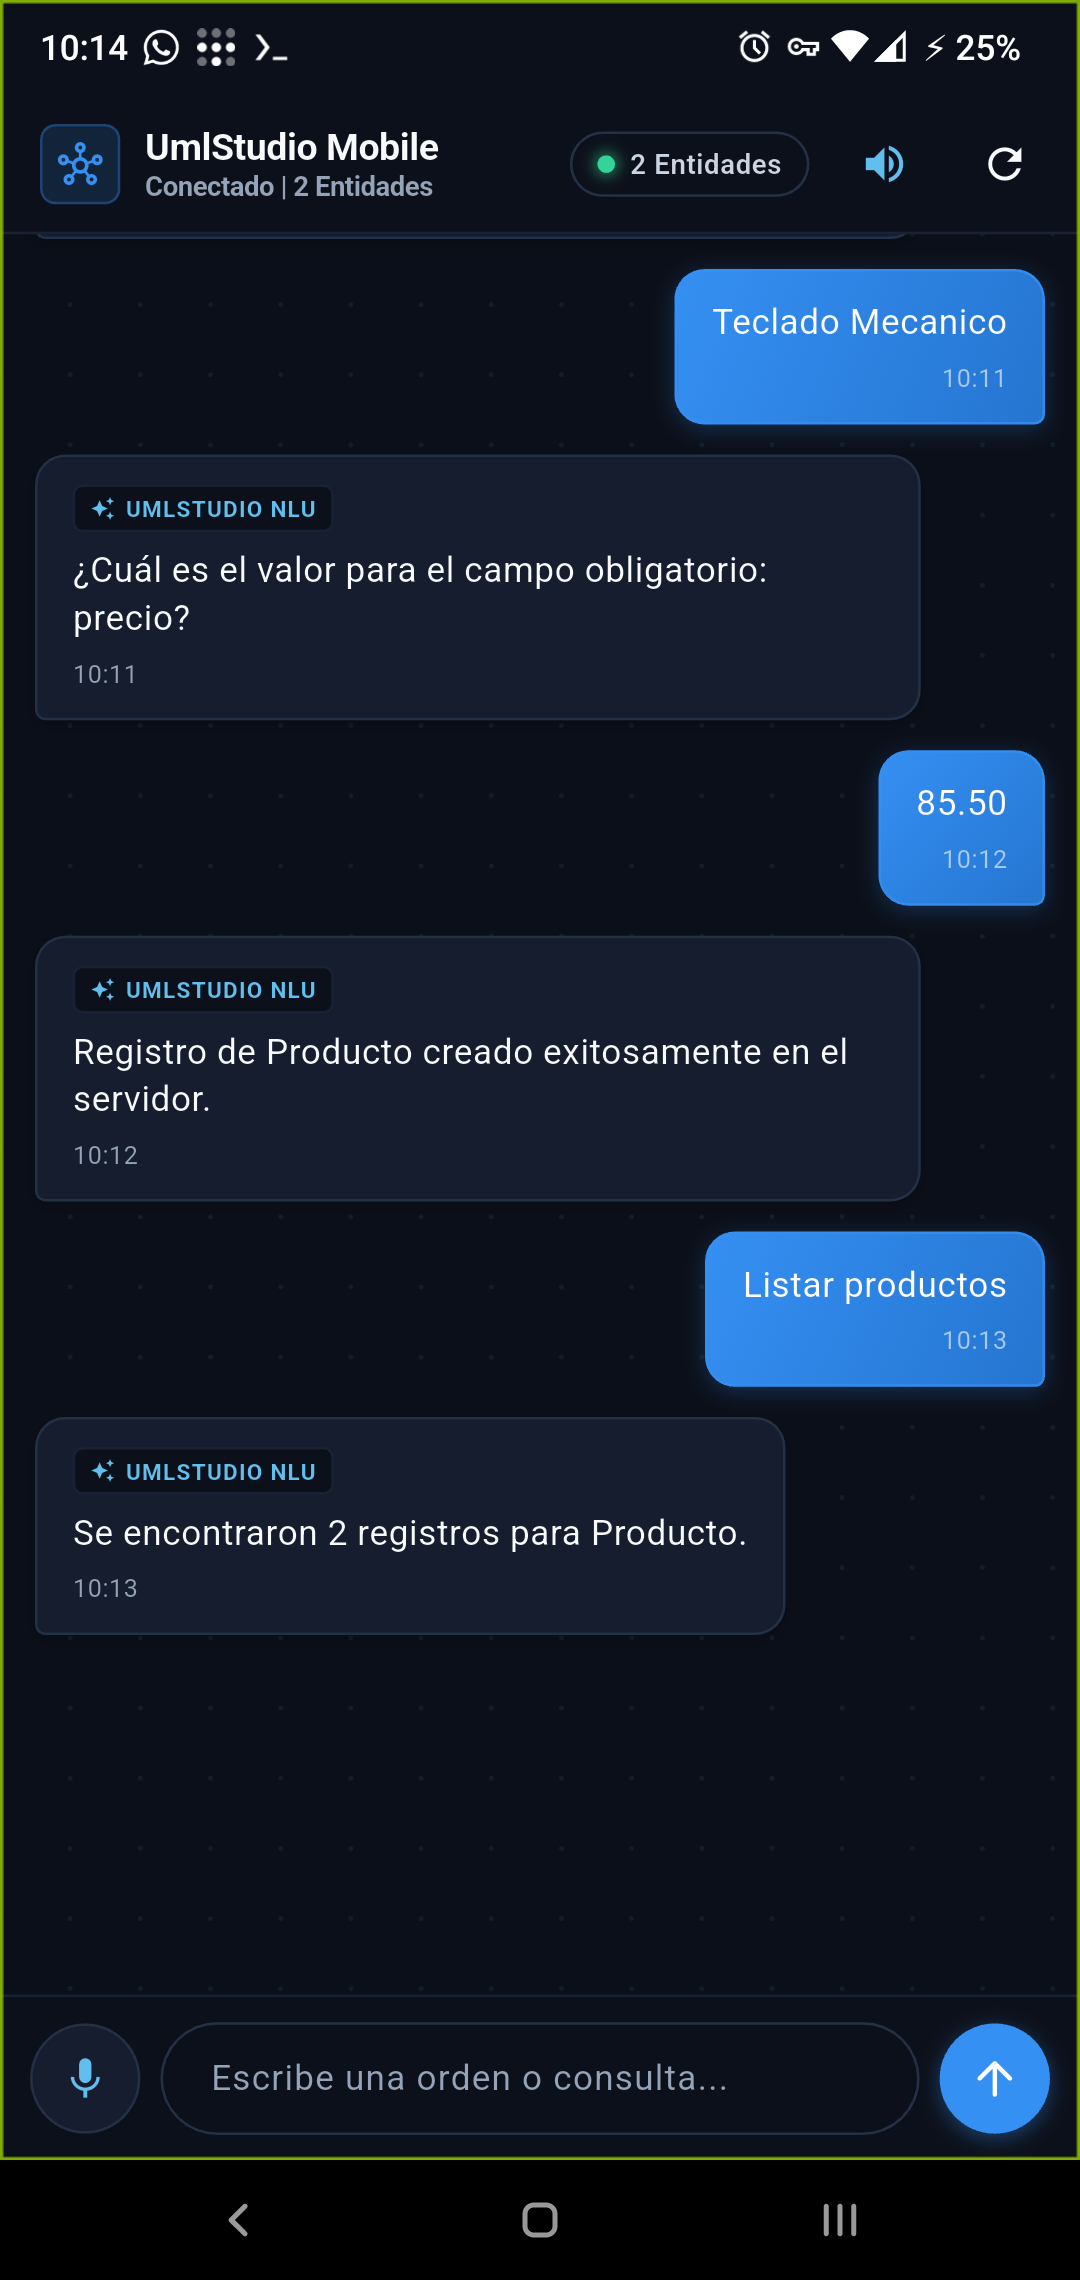 10:14
25%
UmlStudio Mobile
Conectado | 2 Entidades
2 Entidades
Teclado Mecanico
10:11
UMLSTUDIO NLU
¿Cuál es el valor para el campo obligatorio:
precio?
10:11
85.50
10:12
UMLSTUDIO NLU
Registro de Producto creado exitosamente en el
servidor.
10:12
Listar productos
10:13
UMLSTUDIO NLU
Se encontraron 2 registros para Producto.
10:13
Escribe una orden o consulta...